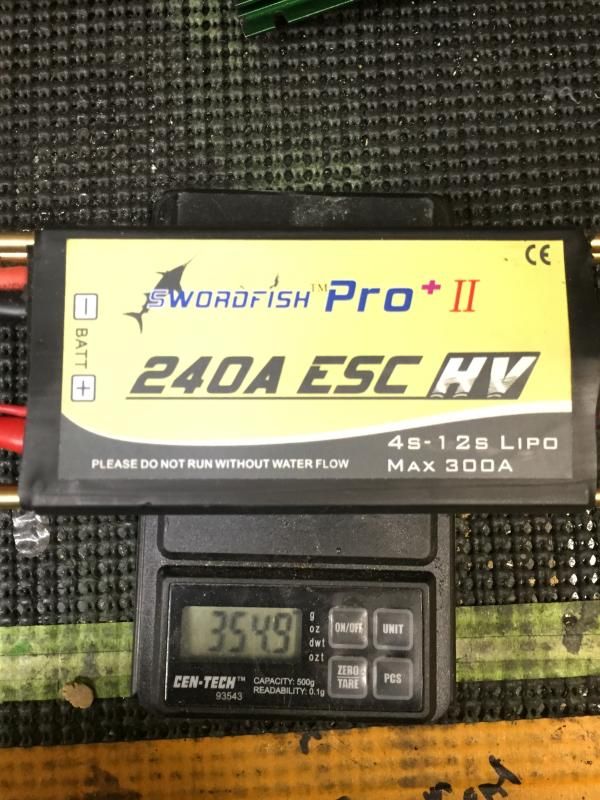 CE
SWORDFISH™ Pro+ II
- BATT +
240A ESC HV
4S-12S LIPO
PLEASE DO NOT RUN WITHOUT WATER FLOW
MAX 300A
354.9
g
oz
dwt
ozt
ON/OFF
UNIT
ZERO
TARE
PCS
CEN-TECH™
93543
CAPACITY: 500g
READABILITY: 0.1g